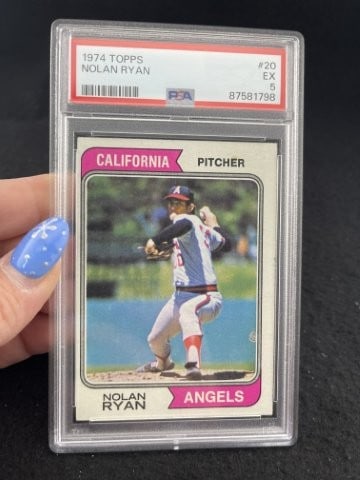 1974 TOPPS #20
NOLAN RYAN EX
PSA 5
87581798
CALIFORNIA PITCHER
NOLAN
RYAN ANGELS